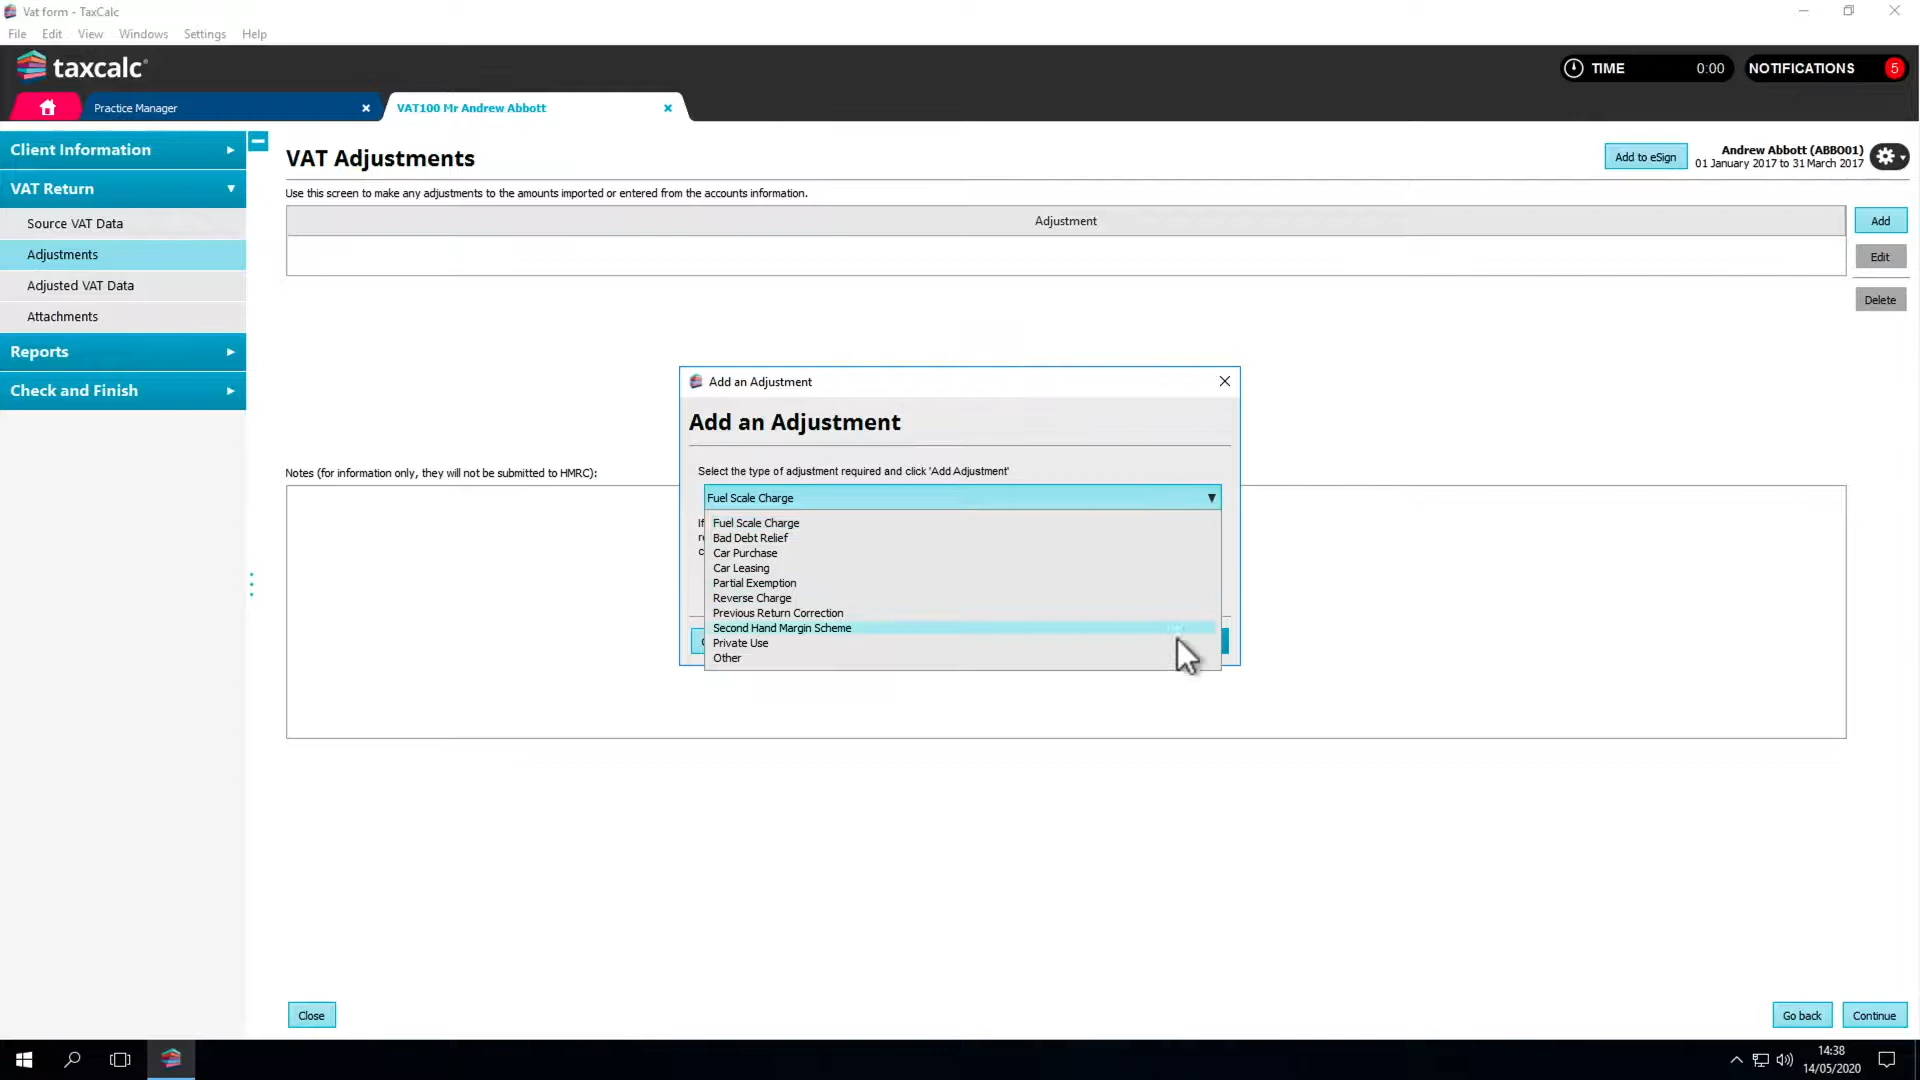 Vat form - TaxCalc
File Edit View Windows Settings Help
taxcalc
TIME 0:00 NOTIFICATIONS 5
Practice Manager
VAT100 Mr Andrew Abbott
Client Information
VAT Return
Source VAT Data
Adjustments
Adjusted VAT Data
Attachments
Reports
Check and Finish
VAT Adjustments
Add to eSign
Andrew Abbott (ABBO01)
01 January 2017 to 31 March 2017
Use this screen to make any adjustments to the amounts imported or entered from the accounts information.
Adjustment
Add
Edit
Delete
Notes (for information only, they will not be submitted to HMRC):
Add an Adjustment
Add an Adjustment
Select the type of adjustment required and click 'Add Adjustment'
Fuel Scale Charge
If
Fuel Scale Charge
Bad Debt Relief
Car Purchase
Car Leasing
Partial Exemption
Reverse Charge
Previous Return Correction
Second Hand Margin Scheme
Private Use
Other
Close
Go back
Continue
14:38
14/05/2020